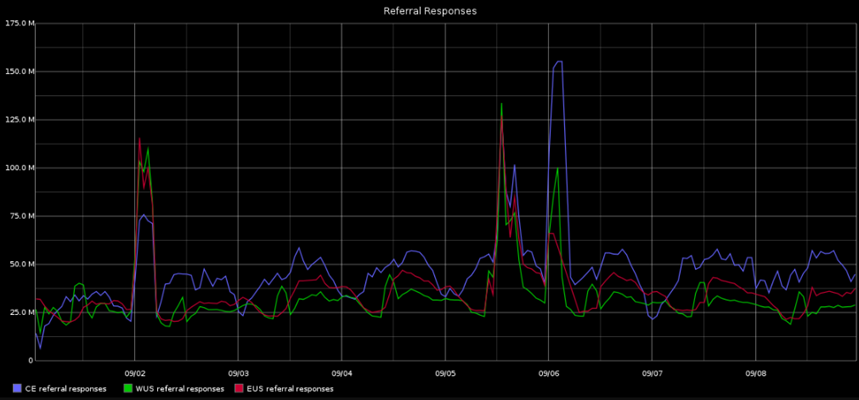 Referral Responses
175.0 M
150.0 M
125.0 M
100.0 M
75.0 M
50.0 M
25.0 M
0
09/02 09/03 09/04 09/05 09/06 09/07 09/08
CE referral responses WUS referral responses EUS referral responses